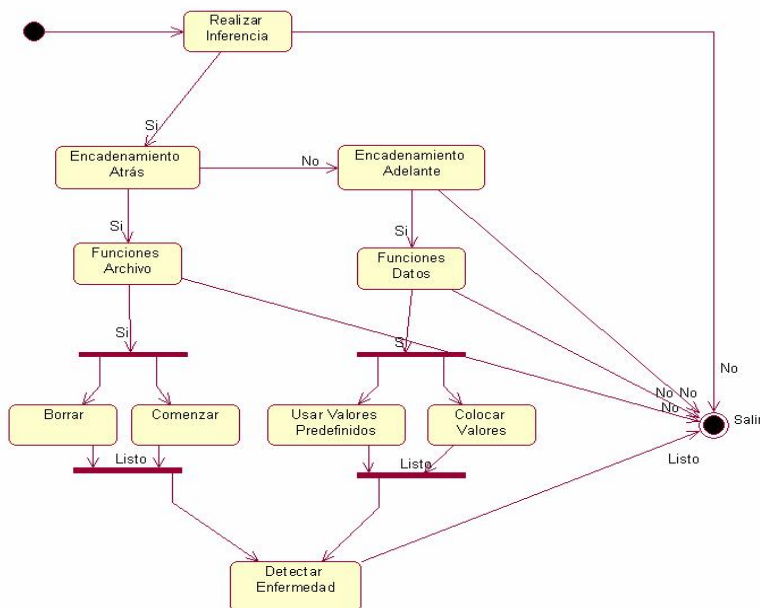 Realizar
Inferencia
Si
Encadenamiento
Atrás
No
Encadenamiento
Adelante
Si
Si
Funciones
Archivo
Funciones
Datos
Si
S
No
Borrar
Comenzar
Usar Valores
Predefinidos
Colocar
Valores
No No
No
Salir
Listo
Listo
Listo
Detectar
Enfermedad